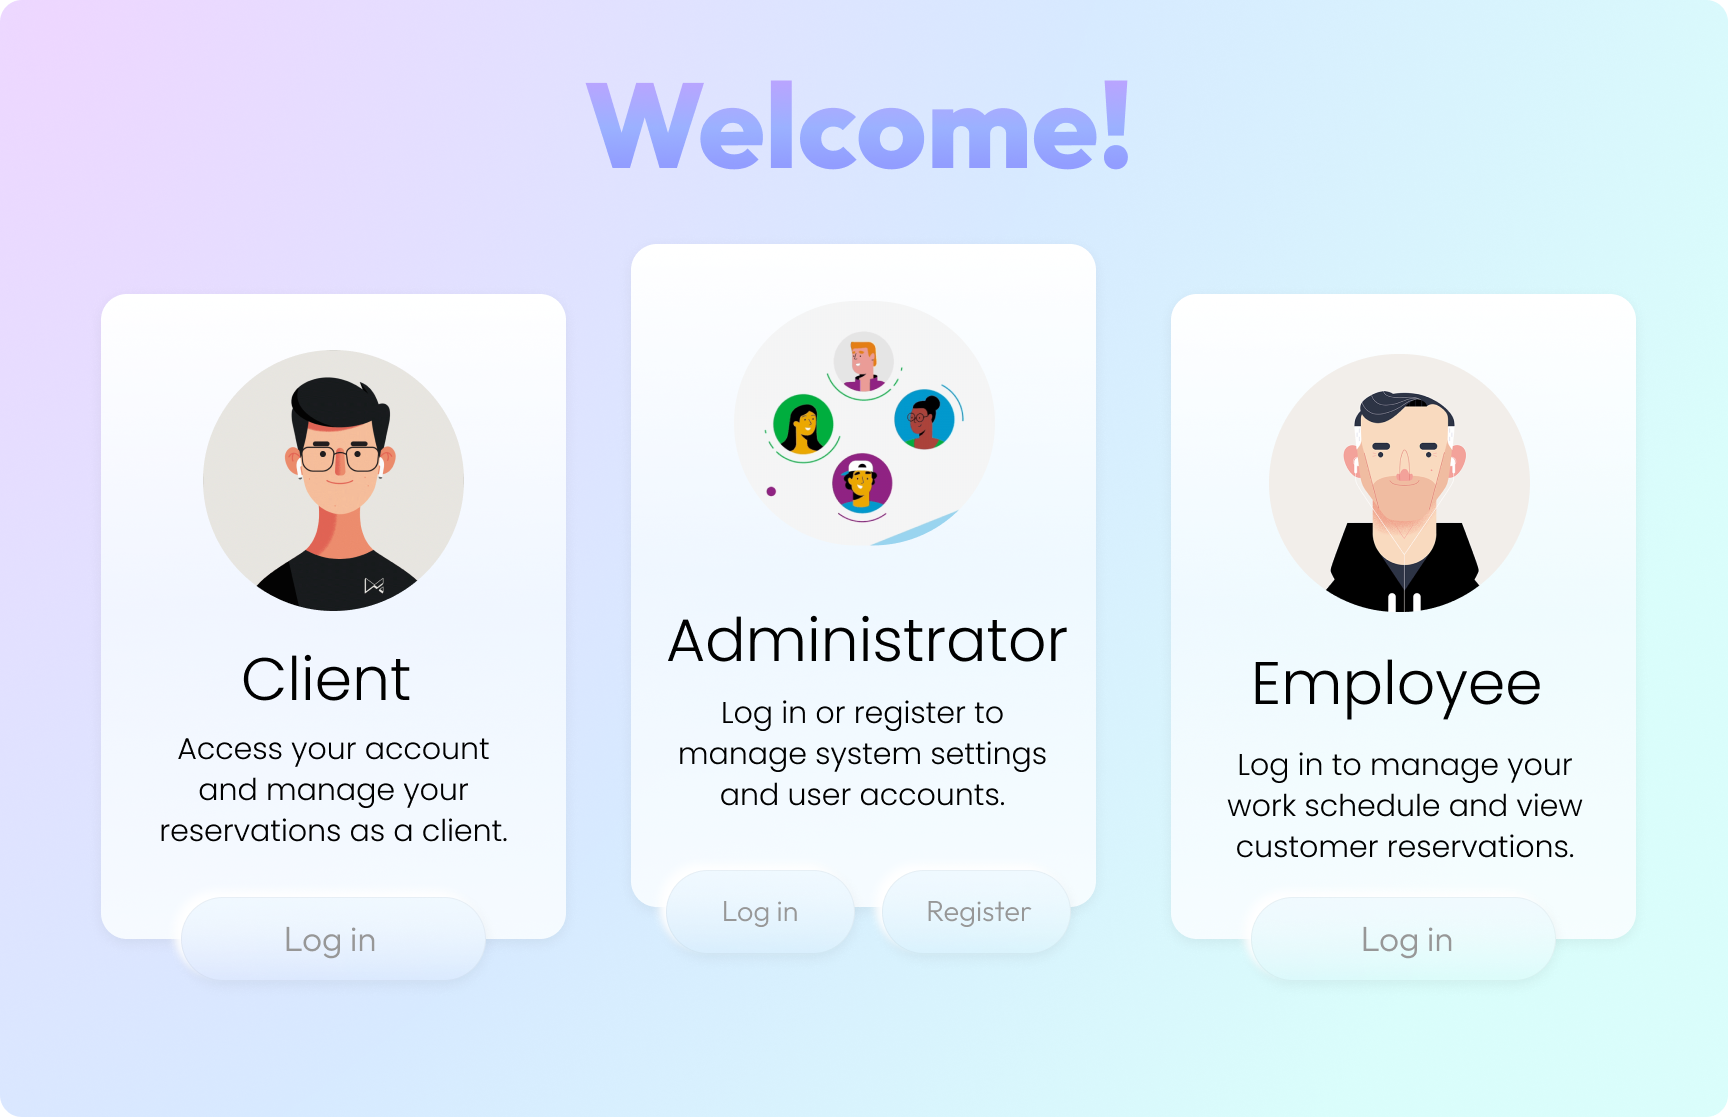 Welcome!
Client
Access your account
and manage your
reservations as a client.
Log in
Administrator
Log in or register to
manage system settings
and user accounts.
Log in
Register
Employee
Log in to manage your
work schedule and view
customer reservations.
Log in